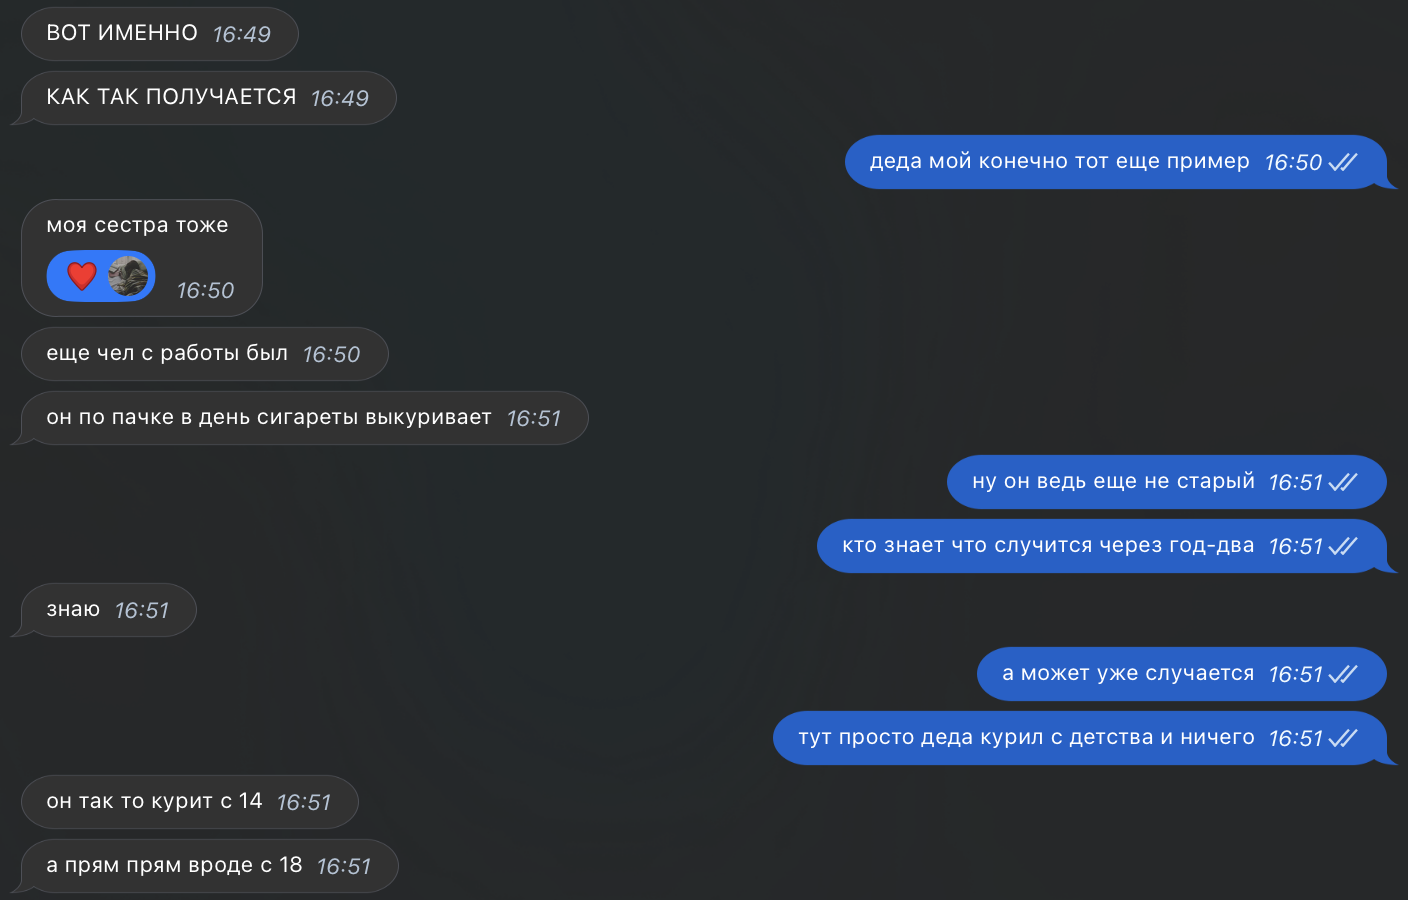 ВОТ ИМЕННО 16:49
КАК ТАК ПОЛУЧАЕТСЯ 16:49
деда мой конечно тот еще пример 16:50
моя сестра тоже
16:50
еще чел с работы был 16:50
он по пачке в день сигареты выкуривает 16:51
ну он ведь еще не старый 16:51
кто знает что случится через год-два 16:51
знаю 16:51
а может уже случается 16:51
тут просто деда курил с детства и ничего 16:51
он так то курит с 14 16:51
а прям прям вроде с 18 16:51